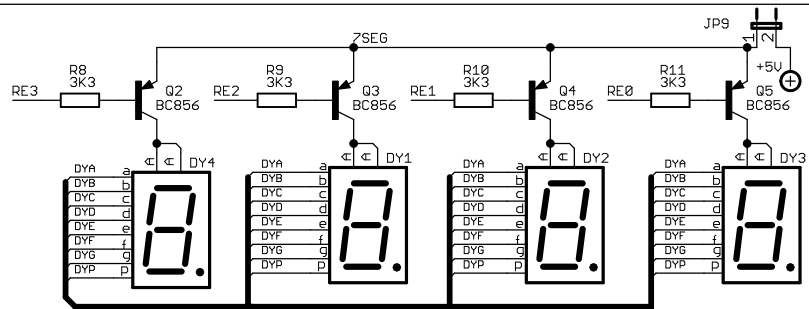 JP9
7SEG
1 2
+5V
R8
3K3
RE3
Q2
BC856
R9
3K3
RE2
Q3
BC856
R10
3K3
RE1
Q4
BC856
R11
3K3
RE0
Q5
BC856
A A DY4
A A DY1
A A DY2
A A DY3
DYA a
DYB b
DYC c
DYD d
DYE e
DYF f
DYG g
DYP p
DYA a
DYB b
DYC c
DYD d
DYE e
DYF f
DYG g
DYP p
DYA a
DYB b
DYC c
DYD d
DYE e
DYF f
DYG g
DYP p
DYA a
DYB b
DYC c
DYD d
DYE e
DYF f
DYG g
DYP p